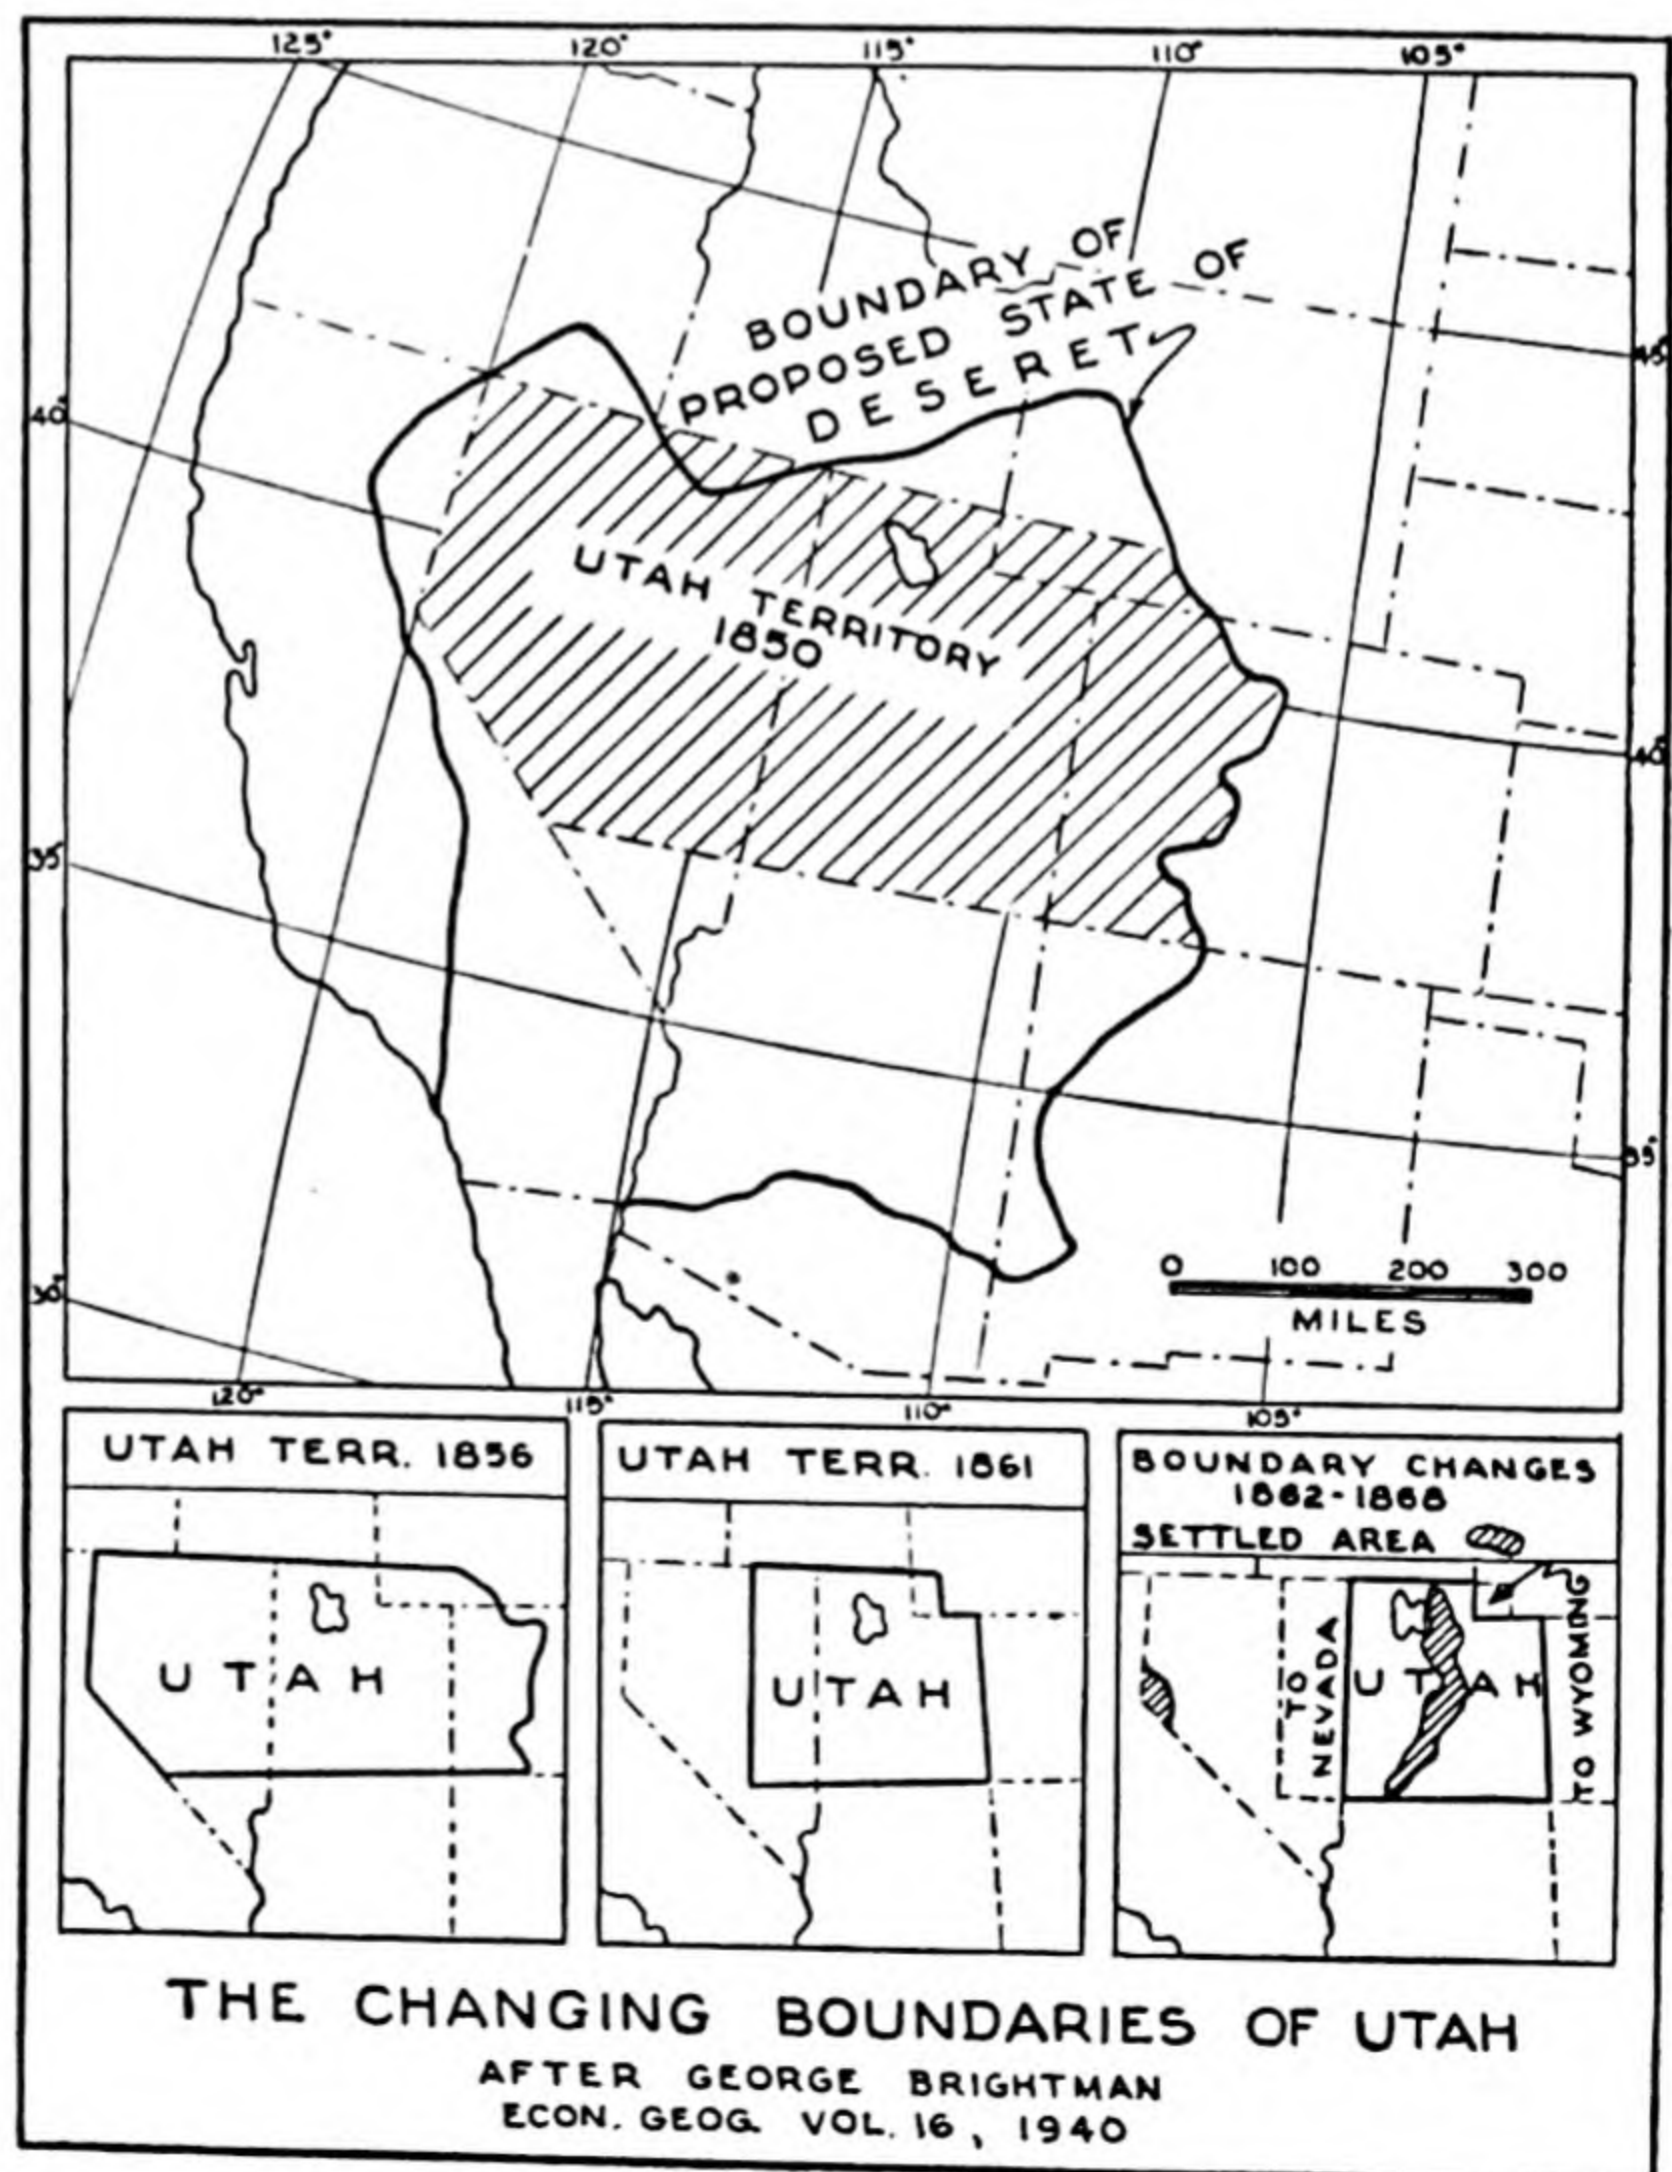 125° 120° 115° 110° 105°
BOUNDARY OF
PROPOSED STATE OF
DESERET
45°
40°
UTAH TERRITORY
1850
40°
35°
35°
30°
0 100 200 300
MILES
120° 115° 110° 105°
UTAH TERR. 1856
UTAH
UTAH TERR. 1861
UTAH
BOUNDARY CHANGES
1862-1868
SETTLED AREA
TO
NEVADA
UTAH
TO WYOMING
THE CHANGING BOUNDARIES OF UTAH
AFTER GEORGE BRIGHTMAN
ECON. GEOG. VOL. 16, 1940